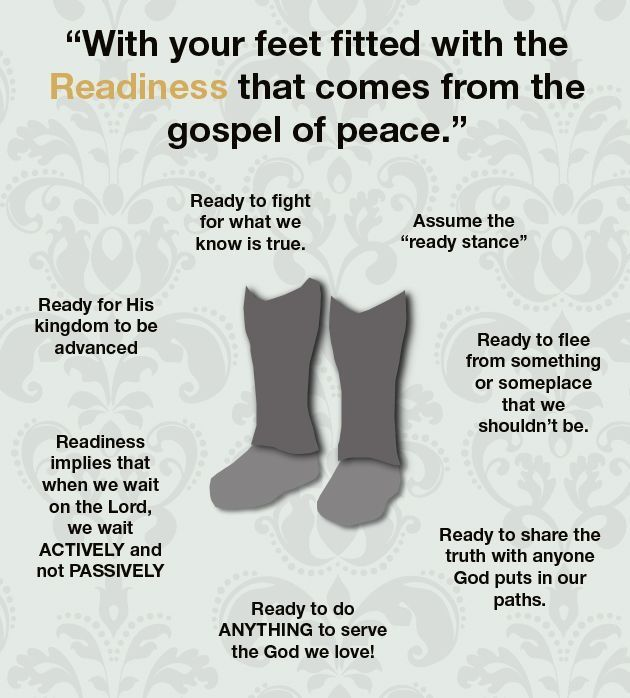 “With your feet fitted with the
Readiness that comes from the
gospel of peace.”
Ready to fight
for what we
know is true.
Assume the
“ready stance”
Ready for His
kingdom to be
advanced
Ready to flee
from something
or someplace
that we
shouldn’t be.
Readiness
implies that
when we wait
on the Lord,
we wait
ACTIVELY and
not PASSIVELY
Ready to share the
truth with anyone
God puts in our
paths.
Ready to do
ANYTHING to serve
the God we love!